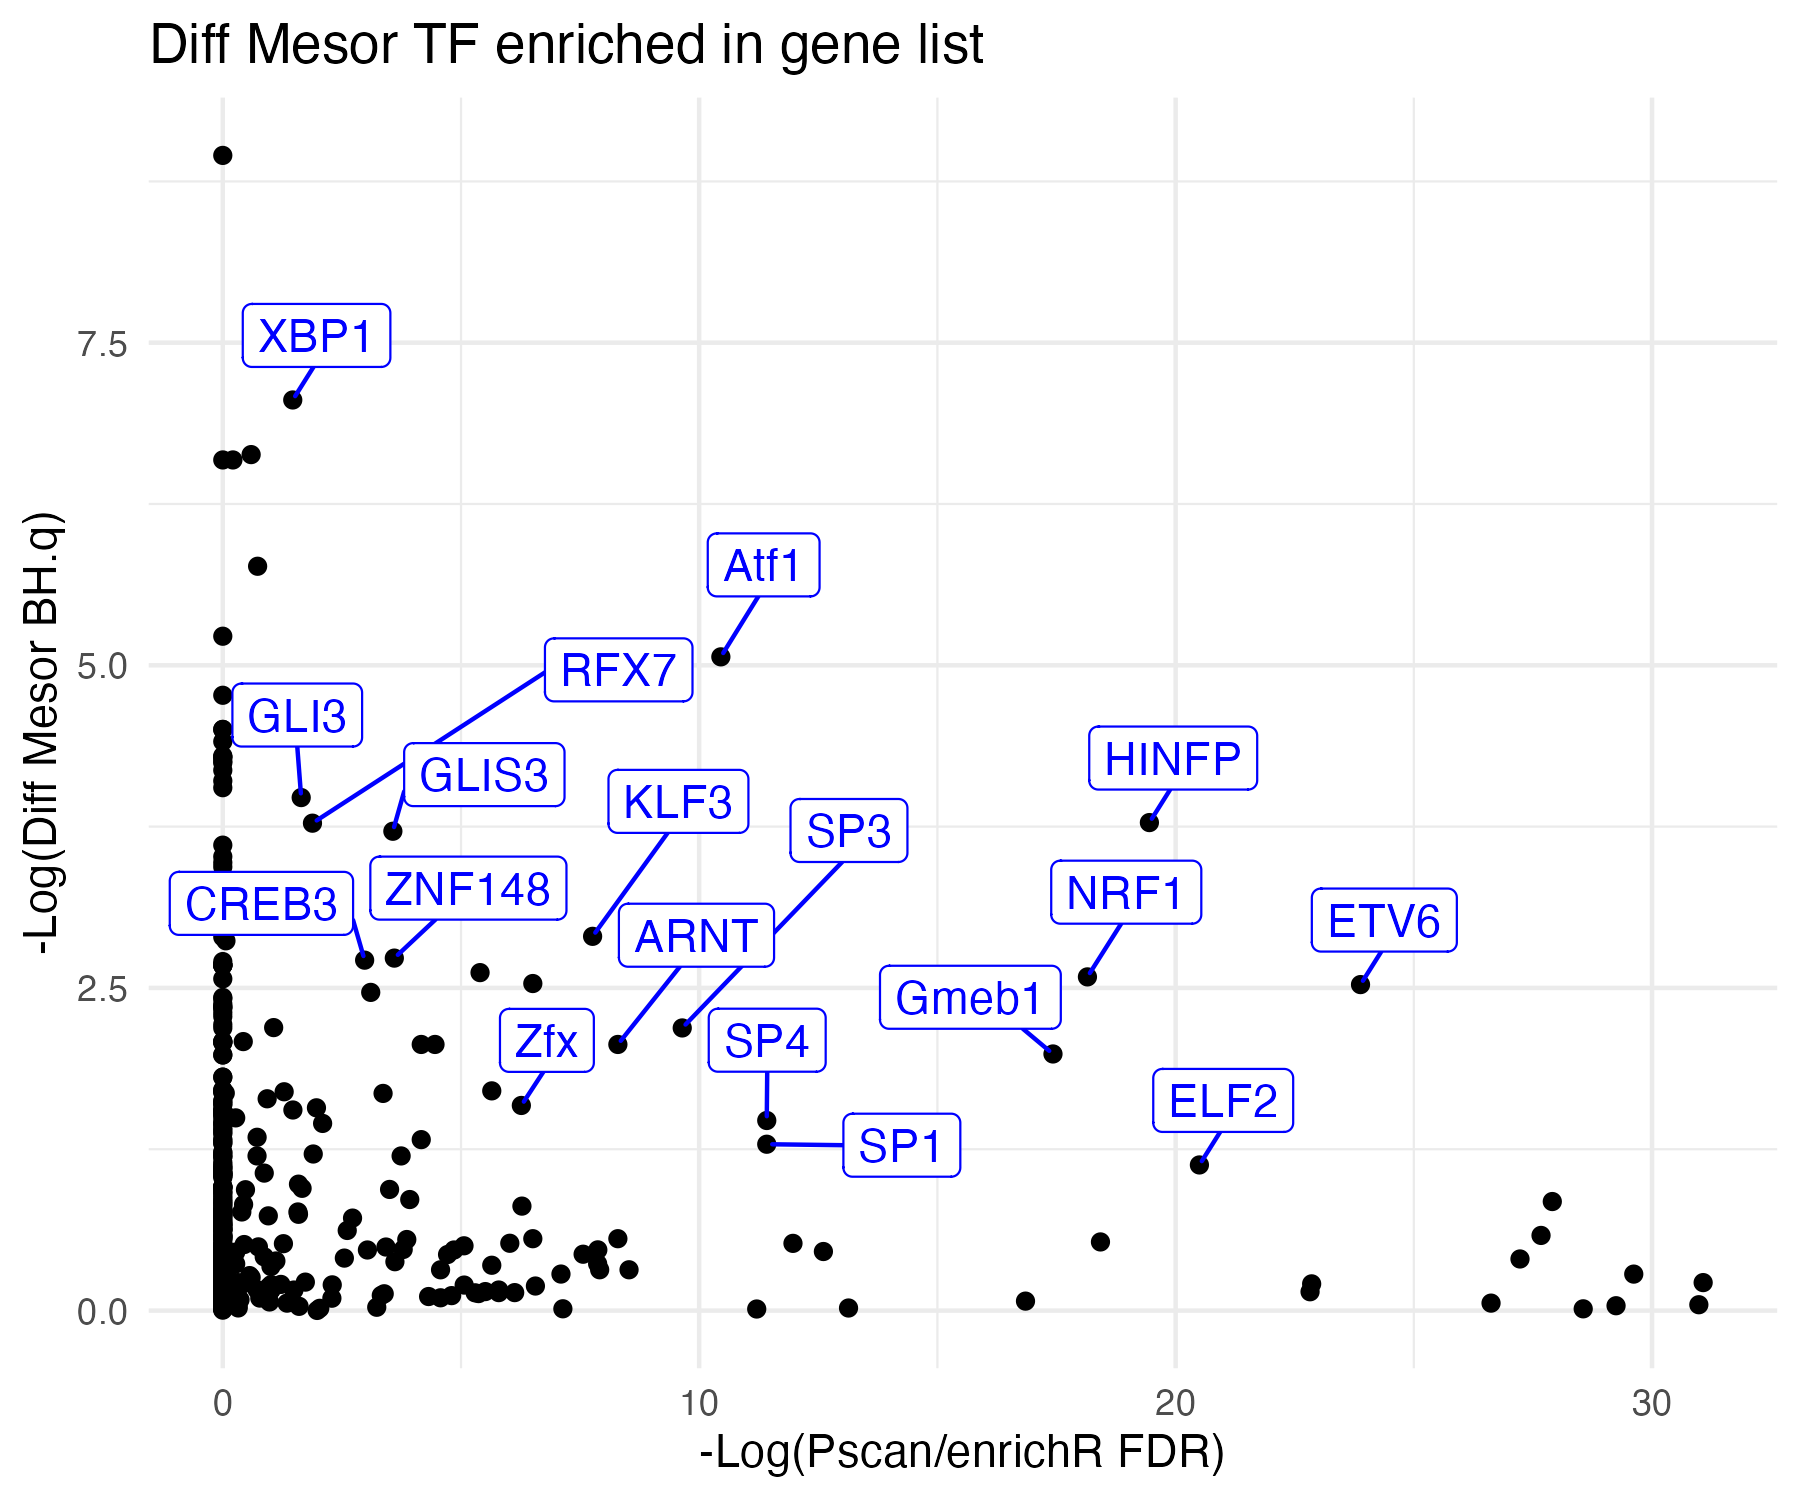 Diff Mesor TF enriched in gene list
-Log(Diff Mesor BH.q)
7.5
5.0
2.5
0.0
XBP1
Atf1
RFX7
GLI3
GLIS3
HINFP
KLF3
SP3
CREB3
ZNF148
NRF1
ETV6
ARNT
Gmeb1
Zfx
SP4
ELF2
SP1
0
10
20
30
-Log(Pscan/enrichR FDR)